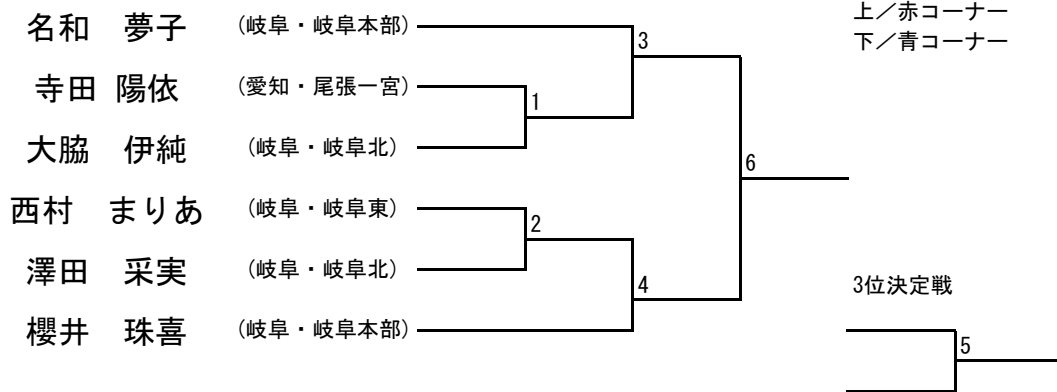 上／赤コーナー
下／青コーナー
名和　夢子　(岐阜・岐阜本部)
3
寺田 陽依　(愛知・尾張一宮)
1
大脇　伊純　(岐阜・岐阜北)
6
西村　まりあ　(岐阜・岐阜東)
2
澤田　采実　(岐阜・岐阜北)
4
3位決定戦
櫻井　珠喜　(岐阜・岐阜本部)
5